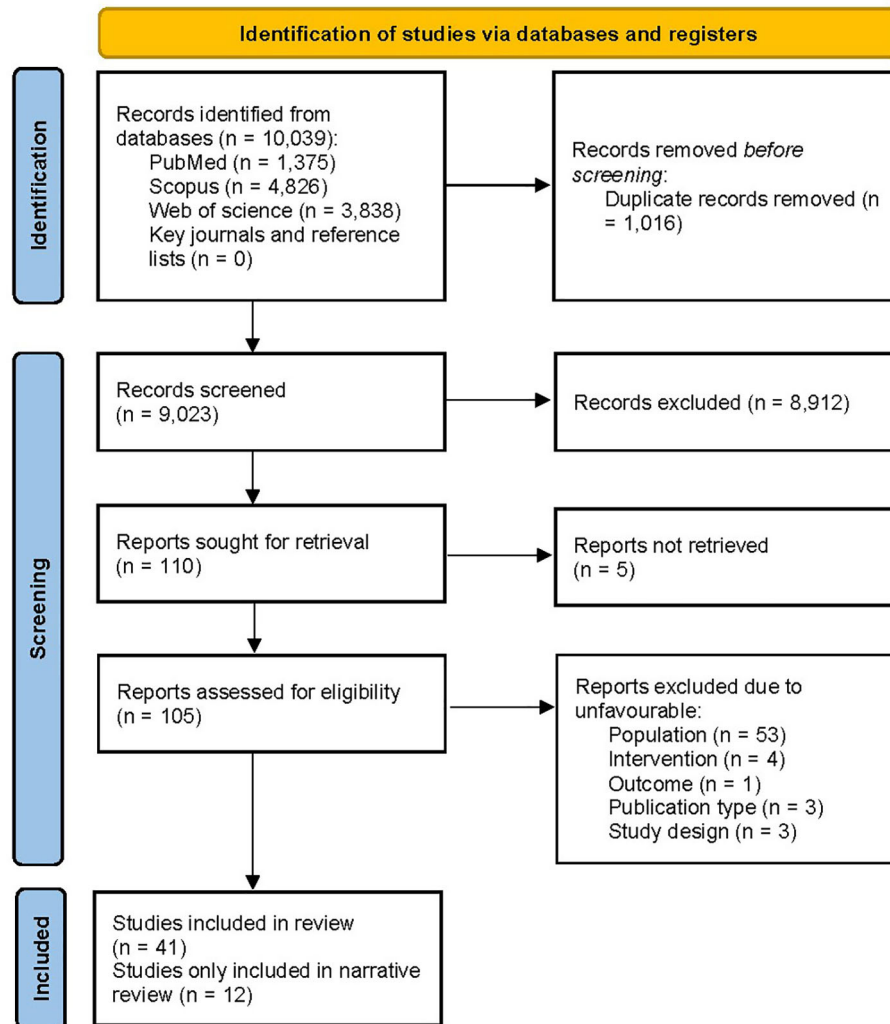 Identification of studies via databases and registers
Identification
Records identified from
databases (n = 10,039):
PubMed (n = 1,375)
Scopus (n = 4,826)
Web of science (n = 3,838)
Key journals and reference
lists (n = 0)
Records removed before
screening:
Duplicate records removed (n
= 1,016)
Screening
Records screened
(n = 9,023)
Records excluded (n = 8,912)
Reports sought for retrieval
(n = 110)
Reports not retrieved
(n = 5)
Reports assessed for eligibility
(n = 105)
Reports excluded due to
unfavourable:
Population (n = 53)
Intervention (n = 4)
Outcome (n = 1)
Publication type (n = 3)
Study design (n = 3)
Included
Studies included in review
(n = 41)
Studies only included in narrative
review (n = 12)